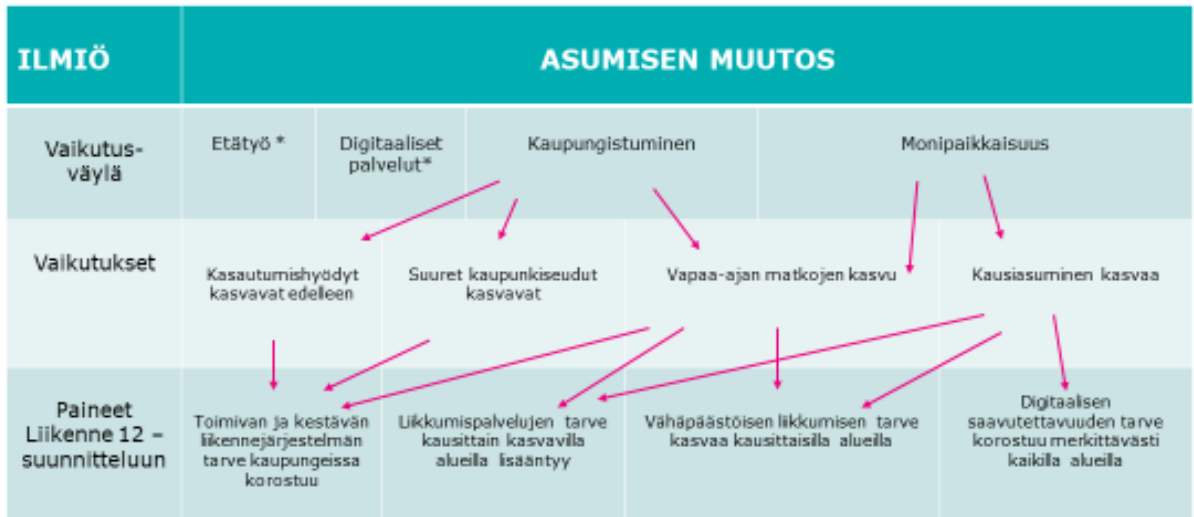 ILMIÖ
ASUMISEN MUUTOS
Vaikutus-
väylä
Etätyö *
Digitaaliset
palvelut*
Kaupungistuminen
Monipaikkaisuus
Vaikutukset
Kasautumishyödyt
kasvavat edelleen
Suuret kaupunkiseudut
kasvavat
Vapaa-ajan matkojen kasvu
Kausiasuminen kasvaa
Paineet
Liikenne 12 –
suunnitteluun
Toimivan ja kestävän
liikennejärjestelmän
tarve kaupungeissa
korostuu
Liikkumispalvelujen tarve
kausittain kasvavilla
alueilla lisääntyy
Vähäpäästöisen liikkumisen tarve
kasvaa kausittaisilla alueilla
Digitaalisen
saavutettavuuden tarve
korostuu merkittävästi
kaikilla alueilla